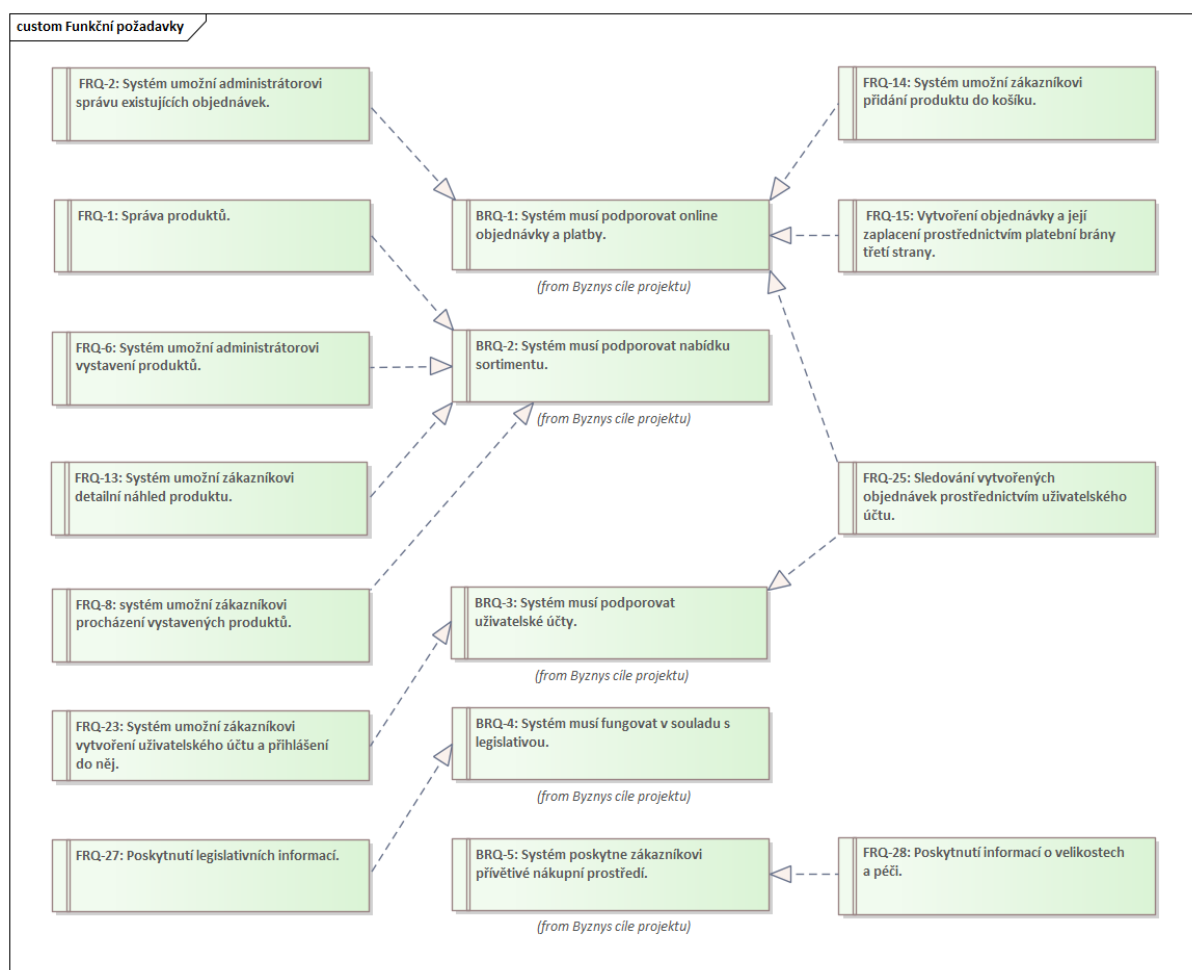 custom Funkční požadavky
FRQ-2: Systém umožní administrátorovi
správu existujících objednávek.
FRQ-14: Systém umožní zákazníkovi
přidání produktu do košíku.
FRQ-1: Správa produktů.
BRQ-1: Systém musí podporovat online
objednávky a platby.
(from Byznys cíle projektu)
FRQ-15: Vytvoření objednávky a její
zaplacení prostřednictvím platební brány
třetí strany.
FRQ-6: Systém umožní administrátorovi
vystavení produktů.
BRQ-2: Systém musí podporovat nabídku
sortimentu.
(from Byznys cíle projektu)
FRQ-13: Systém umožní zákazníkovi
detailní náhled produktu.
FRQ-25: Sledování vytvořených
objednávek prostřednictvím uživatelského
účtu.
FRQ-8: systém umožní zákazníkovi
procházení vystavených produktů.
BRQ-3: Systém musí podporovat
uživatelské účty.
(from Byznys cíle projektu)
FRQ-23: Systém umožní zákazníkovi
vytvoření uživatelského účtu a přihlášení
do něj.
BRQ-4: Systém musí fungovat v souladu s
legislativou.
(from Byznys cíle projektu)
FRQ-27: Poskytnutí legislativních informací.
BRQ-5: Systém poskytne zákazníkovi
přívětivé nákupní prostředí.
(from Byznys cíle projektu)
FRQ-28: Poskytnutí informací o velikostech
a péči.